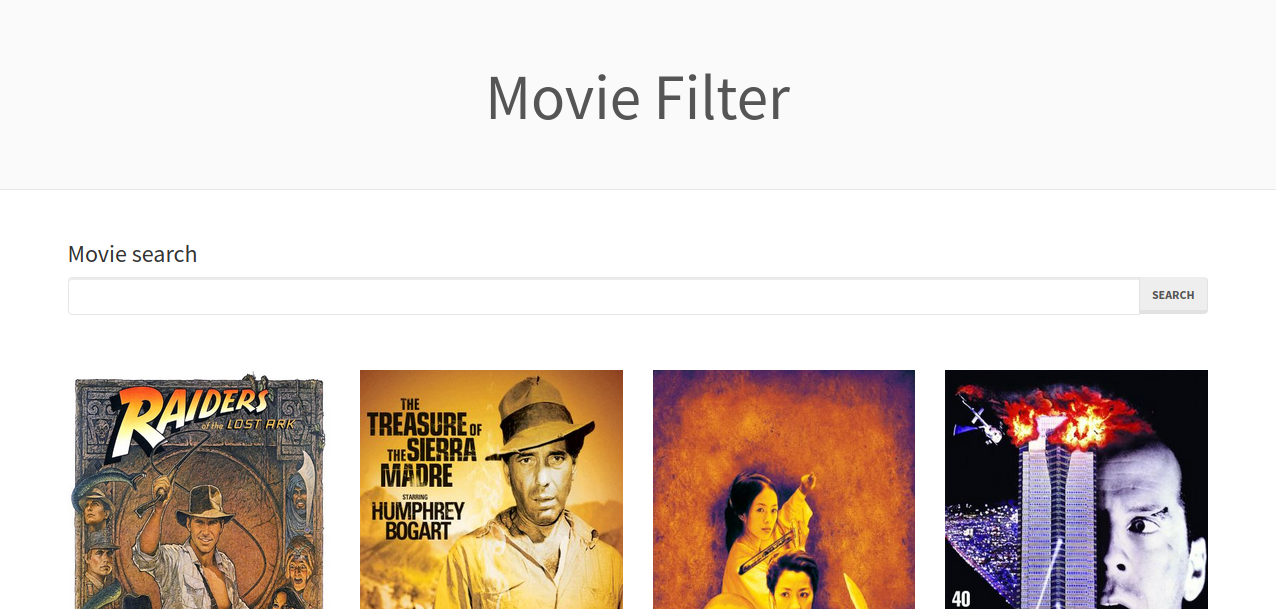 Movie Filter
Movie search
SEARCH
RAIDERS
of the LOST ARK
THE
TREASURE OF
THE SIERRA
MADRE
STARRING
HUMPHREY
BOGART
40